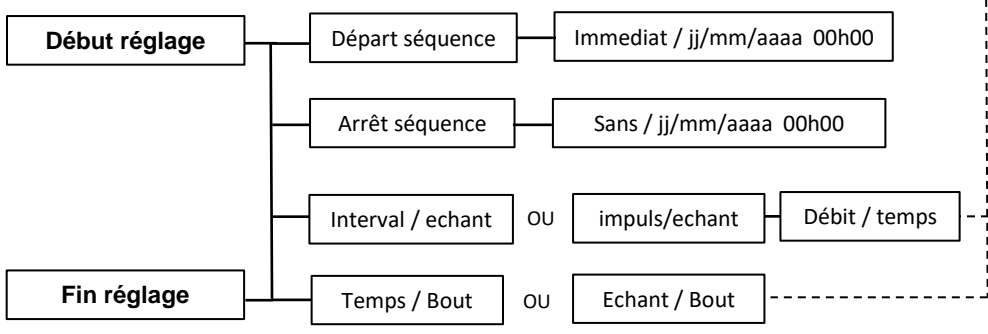 Début réglage
Départ séquence
Immediat / jj/mm/aaaa 00h00
Arrêt séquence
Sans / jj/mm/aaaa 00h00
Interval / echant
OU
impuls/echant
Débit / temps
Fin réglage
Temps / Bout
OU
Echant / Bout